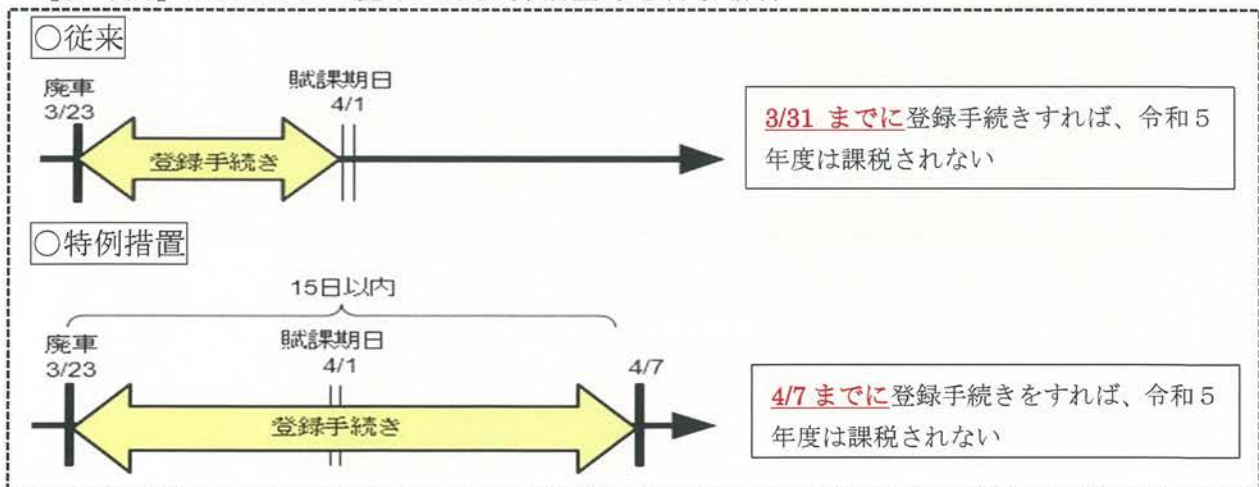 ○従来
廃車
3/23
賦課期日
4/1
登録手続き
3/31 までに登録手続きすれば、令和５
年度は課税されない
○特例措置
15日以内
廃車
3/23
賦課期日
4/1
4/7
登録手続き
4/7 までに登録手続きをすれば、令和５
年度は課税されない